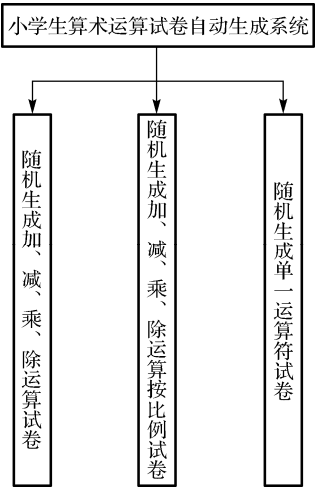 小学生算术运算试卷自动生成系统
随机生成加、减、乘、除运算试卷
随机生成加、减、乘、除运算按比例试卷
随机生成单一运算符试卷